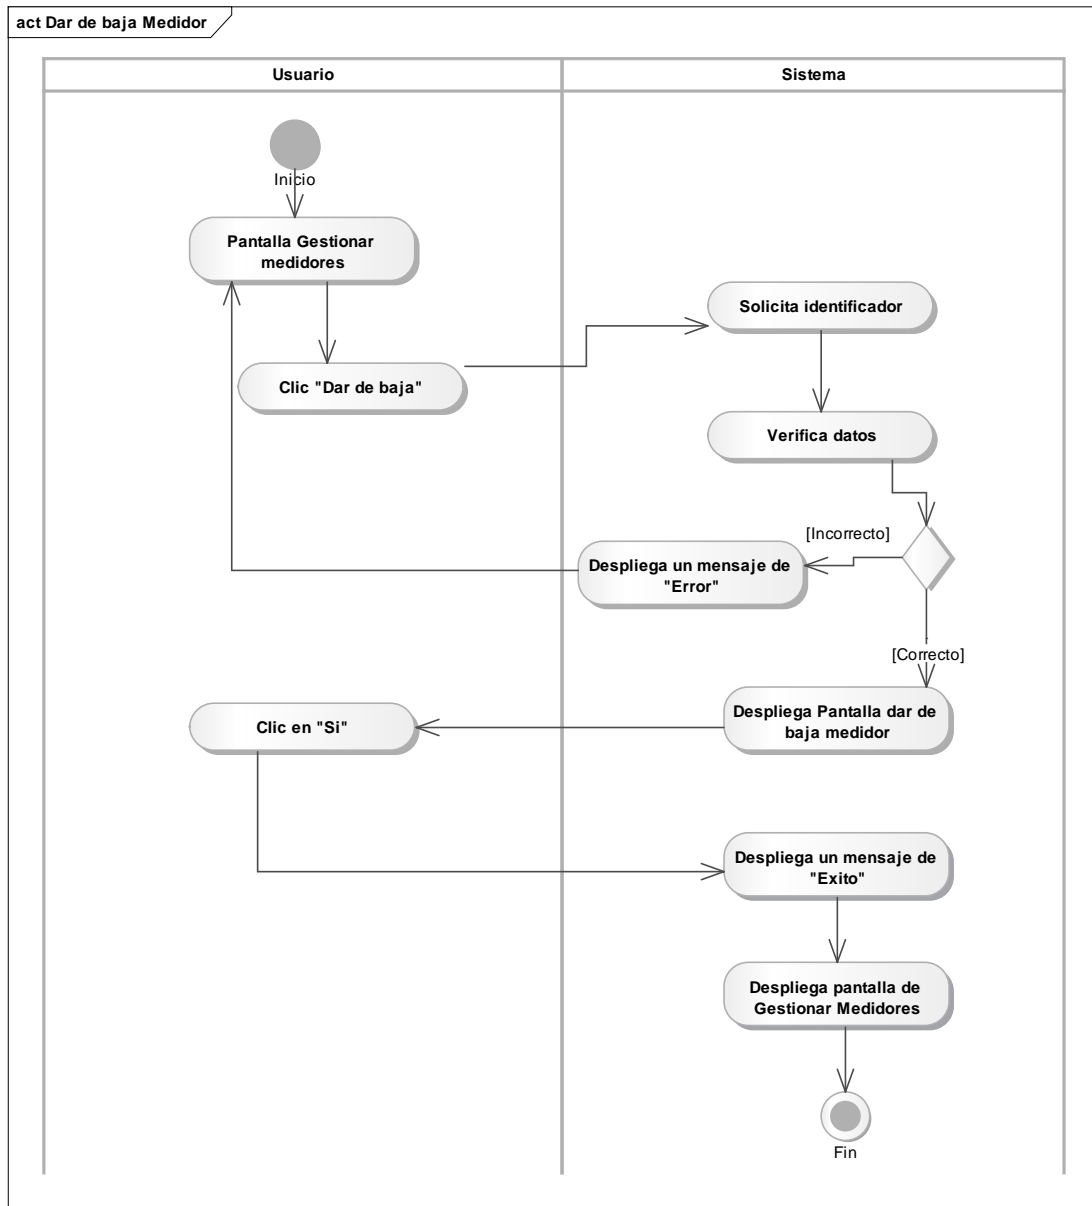 act Dar de baja Medidor
Usuario
Sistema
Inicio
Pantalla Gestionar
medidores
Solicita identificador
Clic "Dar de baja"
Verifica datos
[Incorrecto]
Despliega un mensaje de
"Error"
[Correcto]
Despliega Pantalla dar de
baja medidor
Clic en "Si"
Despliega un mensaje de
"Exito"
Despliega pantalla de
Gestionar Medidores
Fin